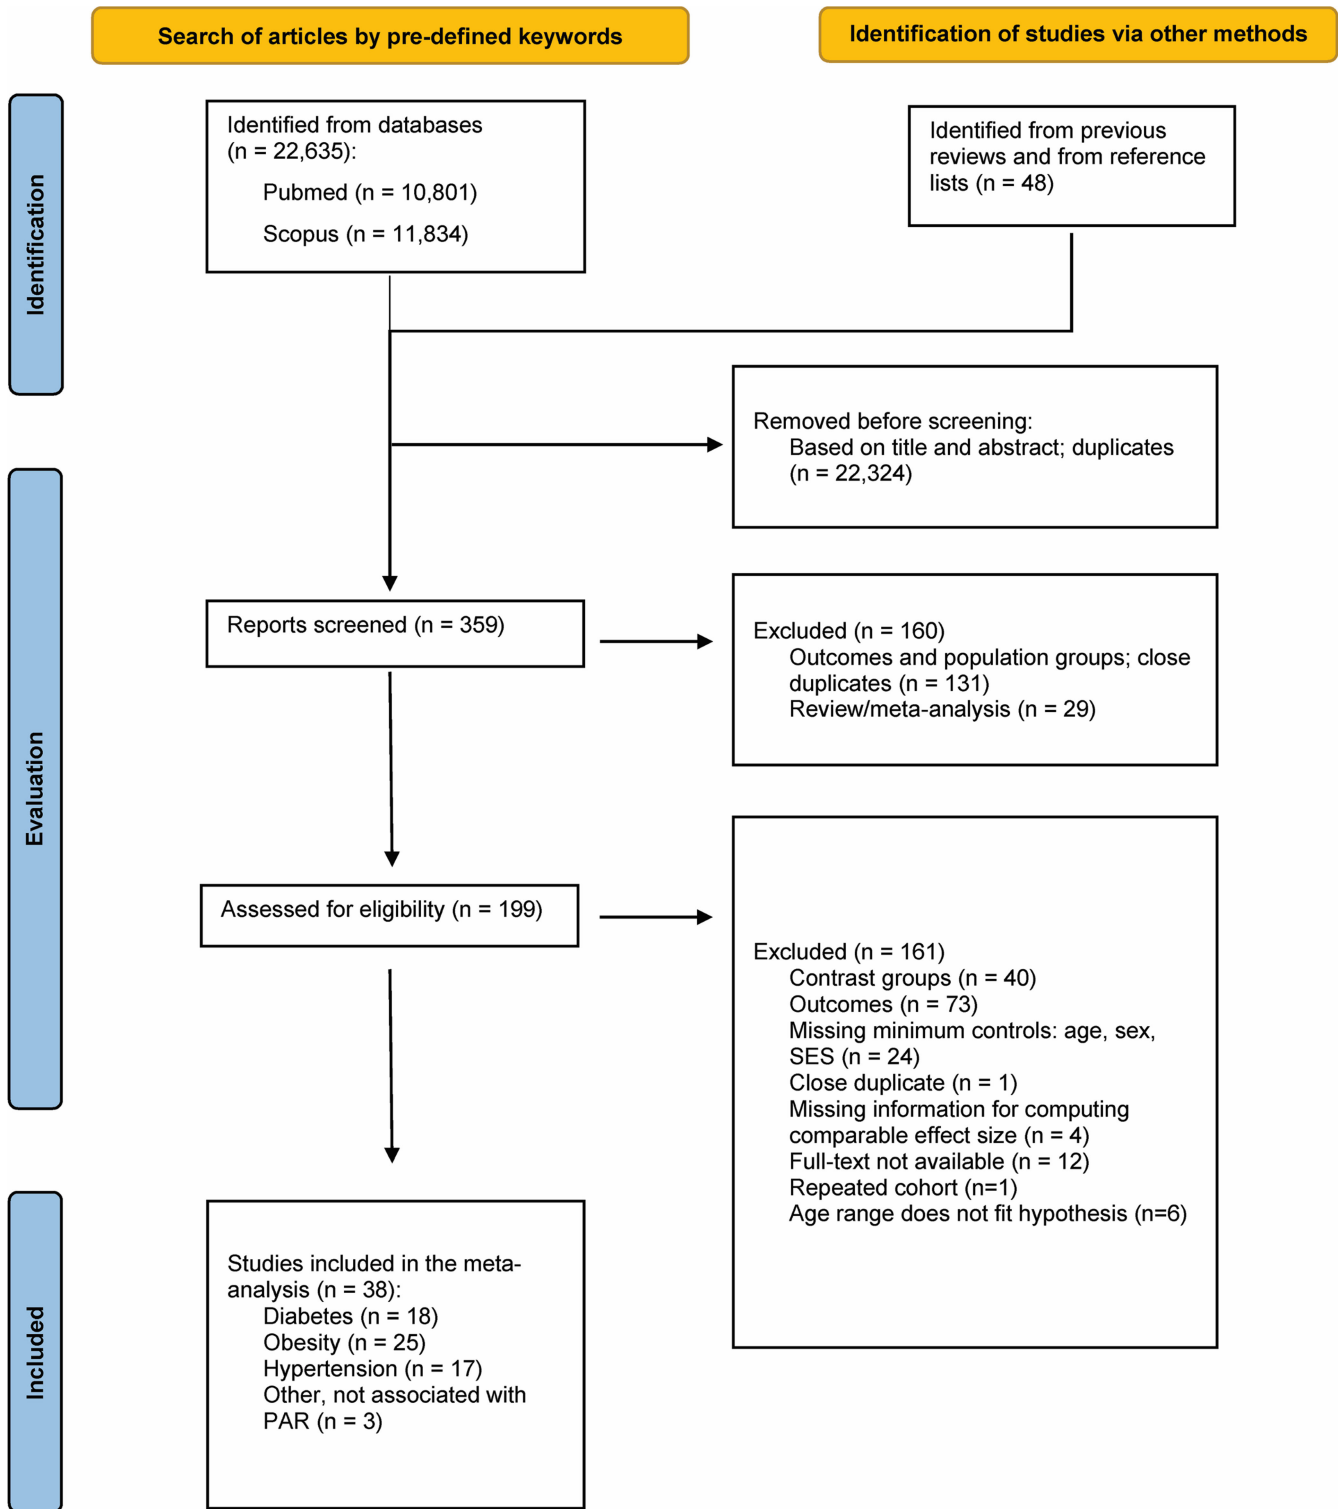 Search of articles by pre-defined keywords
Identification of studies via other methods
Identification
Identified from databases
(n = 22,635):
Pubmed (n = 10,801)
Scopus (n = 11,834)
Identified from previous
reviews and from reference
lists (n = 48)
Removed before screening:
Based on title and abstract; duplicates
(n = 22,324)
Evaluation
Reports screened (n = 359)
Excluded (n = 160)
Outcomes and population groups; close
duplicates (n = 131)
Review/meta-analysis (n = 29)
Assessed for eligibility (n = 199)
Excluded (n = 161)
Contrast groups (n = 40)
Outcomes (n = 73)
Missing minimum controls: age, sex,
SES (n = 24)
Close duplicate (n = 1)
Missing information for computing
comparable effect size (n = 4)
Full-text not available (n = 12)
Repeated cohort (n=1)
Age range does not fit hypothesis (n=6)
Included
Studies included in the meta-
analysis (n = 38):
Diabetes (n = 18)
Obesity (n = 25)
Hypertension (n = 17)
Other, not associated with
PAR (n = 3)